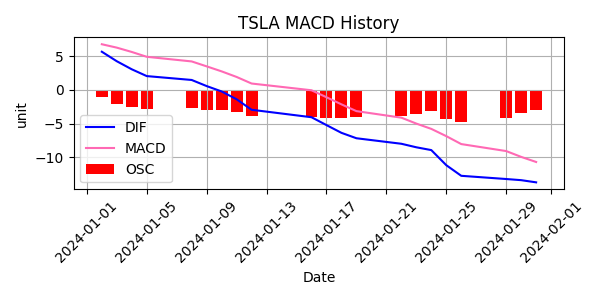 TSLA MACD History
unit
5
0
−5
−10
DIF
MACD
OSC
2024-01-01
2024-01-05
2024-01-09
2024-01-13
2024-01-17
2024-01-21
2024-01-25
2024-01-29
2024-02-01
Date